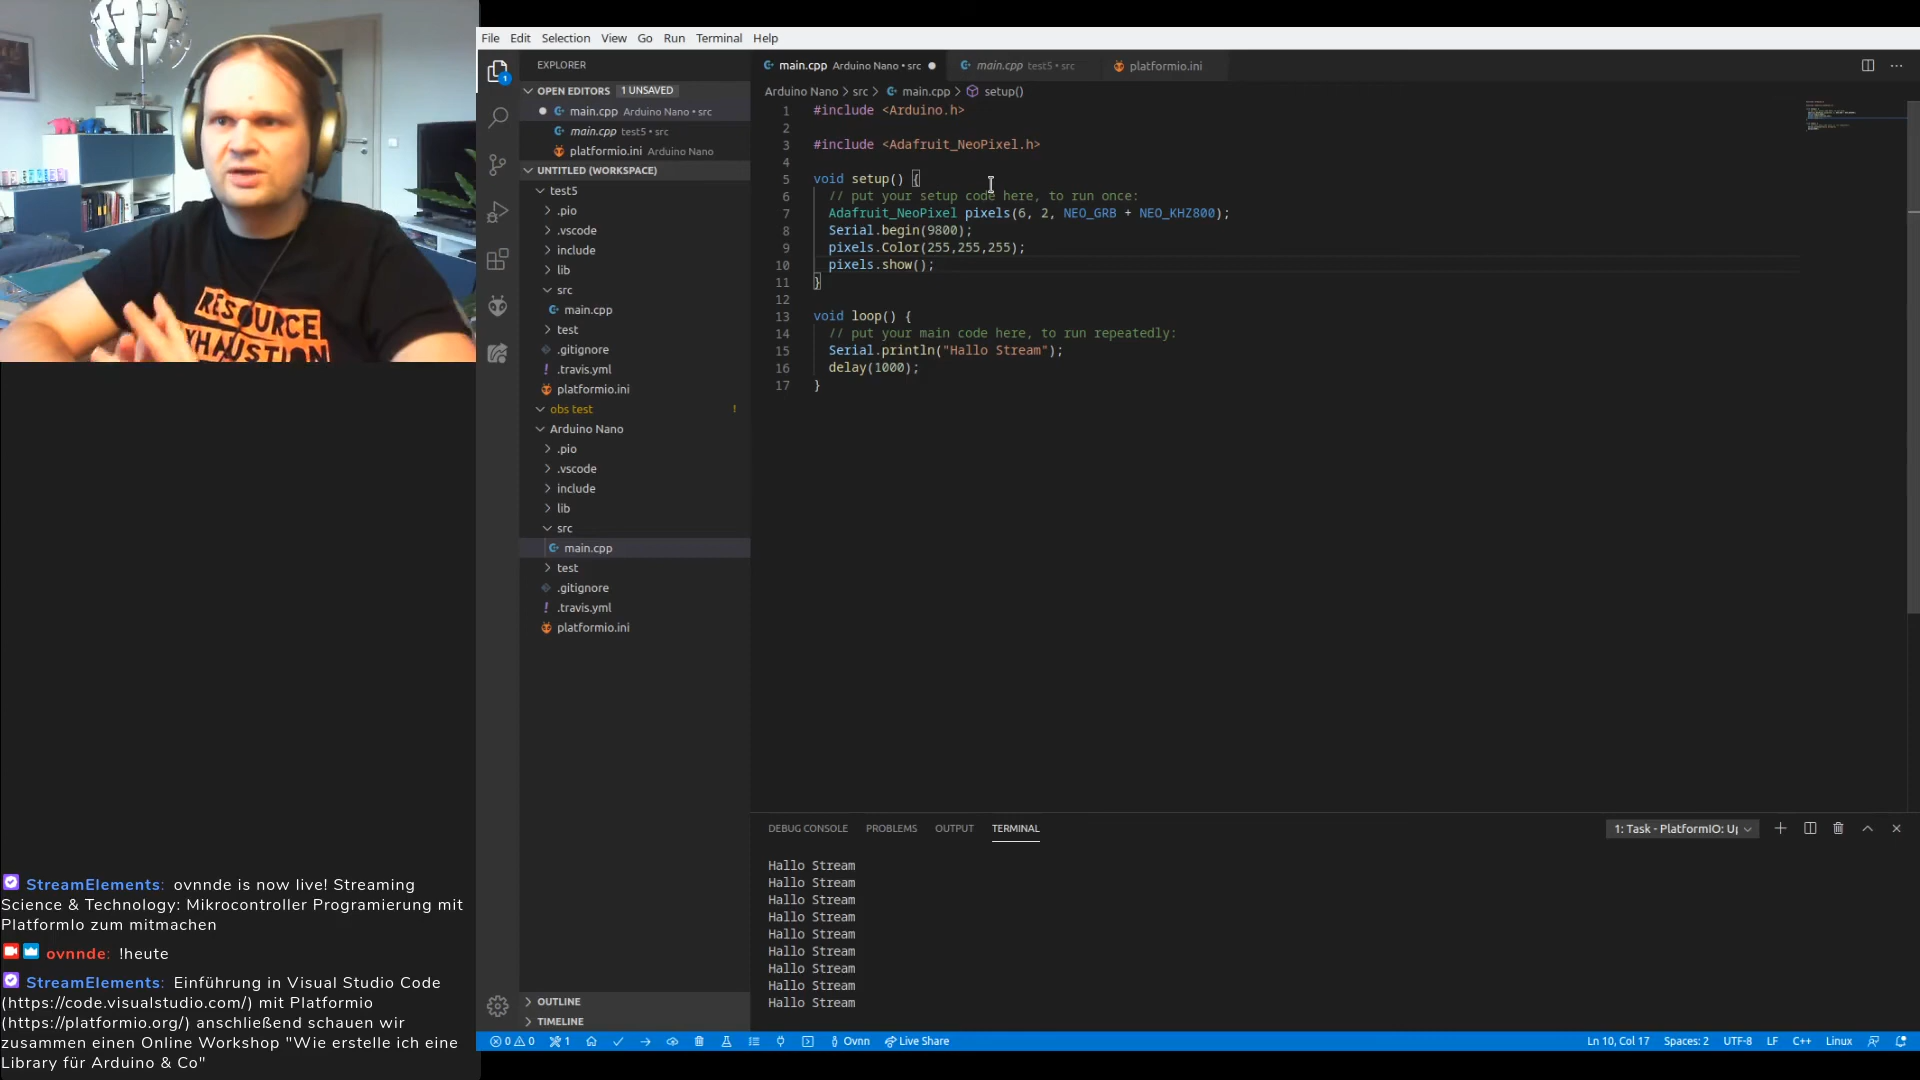 RESOURCE
XHAUSTION
StreamElements: ovnnde is now live! Streaming
Science & Technology: Mikrocontroller Programierung mit
PlatformIo zum mitmachen
ovnnde: !heute
StreamElements: Einführung in Visual Studio Code
(https://code.visualstudio.com/) mit Platformio
(https://platformio.org/) anschließend schauen wir
zusammen einen Online Workshop "Wie erstelle ich eine
Library für Arduino & Co"
File Edit Selection View Go Run Terminal Help
1
EXPLORER
OPEN EDITORS 1 UNSAVED
main.cpp Arduino Nano • src
main.cpp test5 • src
platformio.ini Arduino Nano
UNTITLED (WORKSPACE)
test5
.pio
.vscode
include
lib
src
main.cpp
test
.gitignore
! .travis.yml
platformio.ini
obs test !
Arduino Nano
.pio
.vscode
include
lib
src
main.cpp
test
.gitignore
! .travis.yml
platformio.ini
OUTLINE
TIMELINE
main.cpp Arduino Nano • src ● main.cpp test5 • src platformio.ini
Arduino Nano > src > main.cpp > setup()
1 #include <Arduino.h>
2
3 #include <Adafruit_NeoPixel.h>
4
5 void setup() {
6 // put your setup code here, to run once:
7 Adafruit_NeoPixel pixels(6, 2, NEO_GRB + NEO_KHZ800);
8 Serial.begin(9800);
9 pixels.Color(255,255,255);
10 pixels.show();
11 }
12
13 void loop() {
14 // put your main code here, to run repeatedly:
15 Serial.println("Hallo Stream");
16 delay(1000);
17 }
DEBUG CONSOLE PROBLEMS OUTPUT TERMINAL 1: Task - PlatformIO: Up
Hallo Stream
Hallo Stream
Hallo Stream
Hallo Stream
Hallo Stream
Hallo Stream
Hallo Stream
Hallo Stream
Hallo Stream
0 0 1 Ovnn Live Share Ln 10, Col 17 Spaces: 2 UTF-8 LF C++ Linux